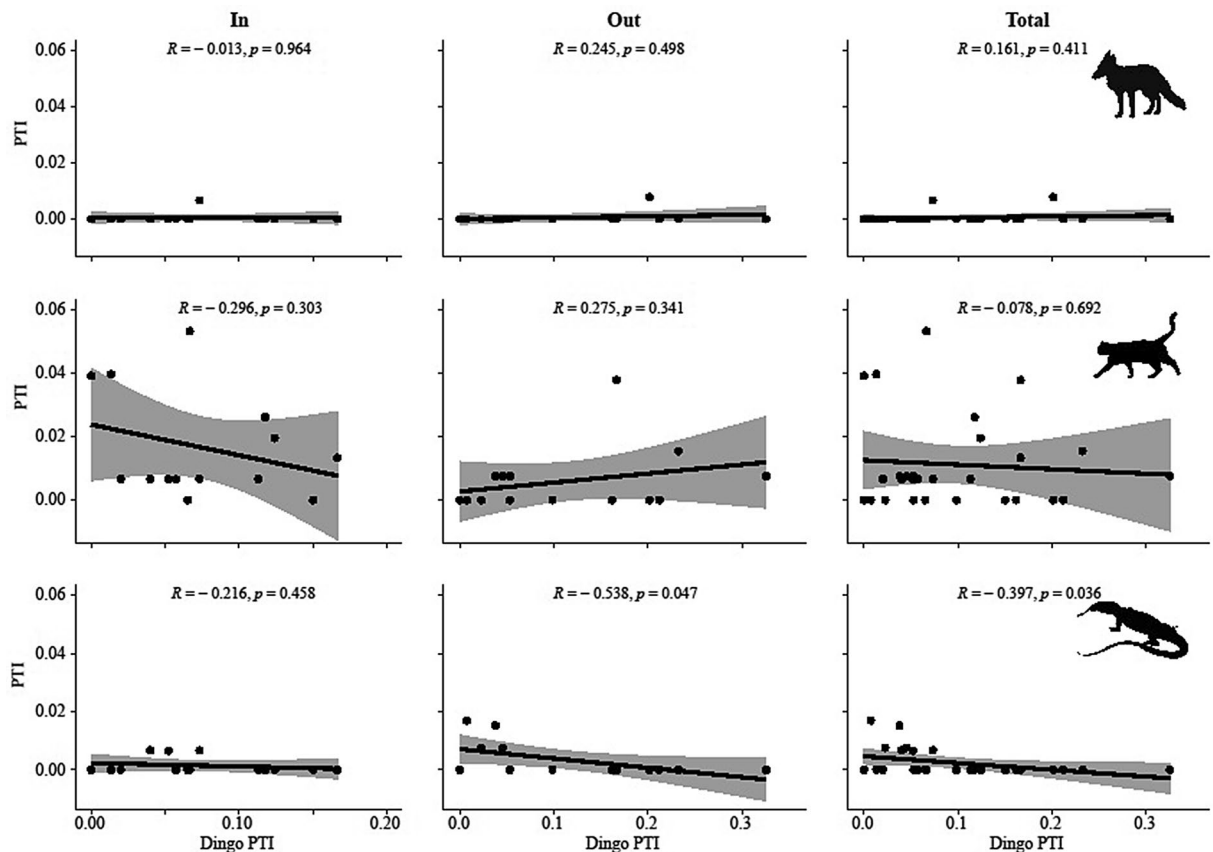 In Out Total
R = − 0.013, p = 0.964 R = 0.245, p = 0.498 R = 0.161, p = 0.411
0.06
0.04
PTI
0.02
0.00
R = − 0.296, p = 0.303 R = 0.275, p = 0.341 R = − 0.078, p = 0.692
0.06
0.04
PTI
0.02
0.00
R = − 0.216, p = 0.458 R = − 0.538, p = 0.047 R = − 0.397, p = 0.036
0.06
0.04
PTI
0.02
0.00
0.00 0.10 0.20 0.0 0.1 0.2 0.3 0.0 0.1 0.2 0.3
Dingo PTI Dingo PTI Dingo PTI